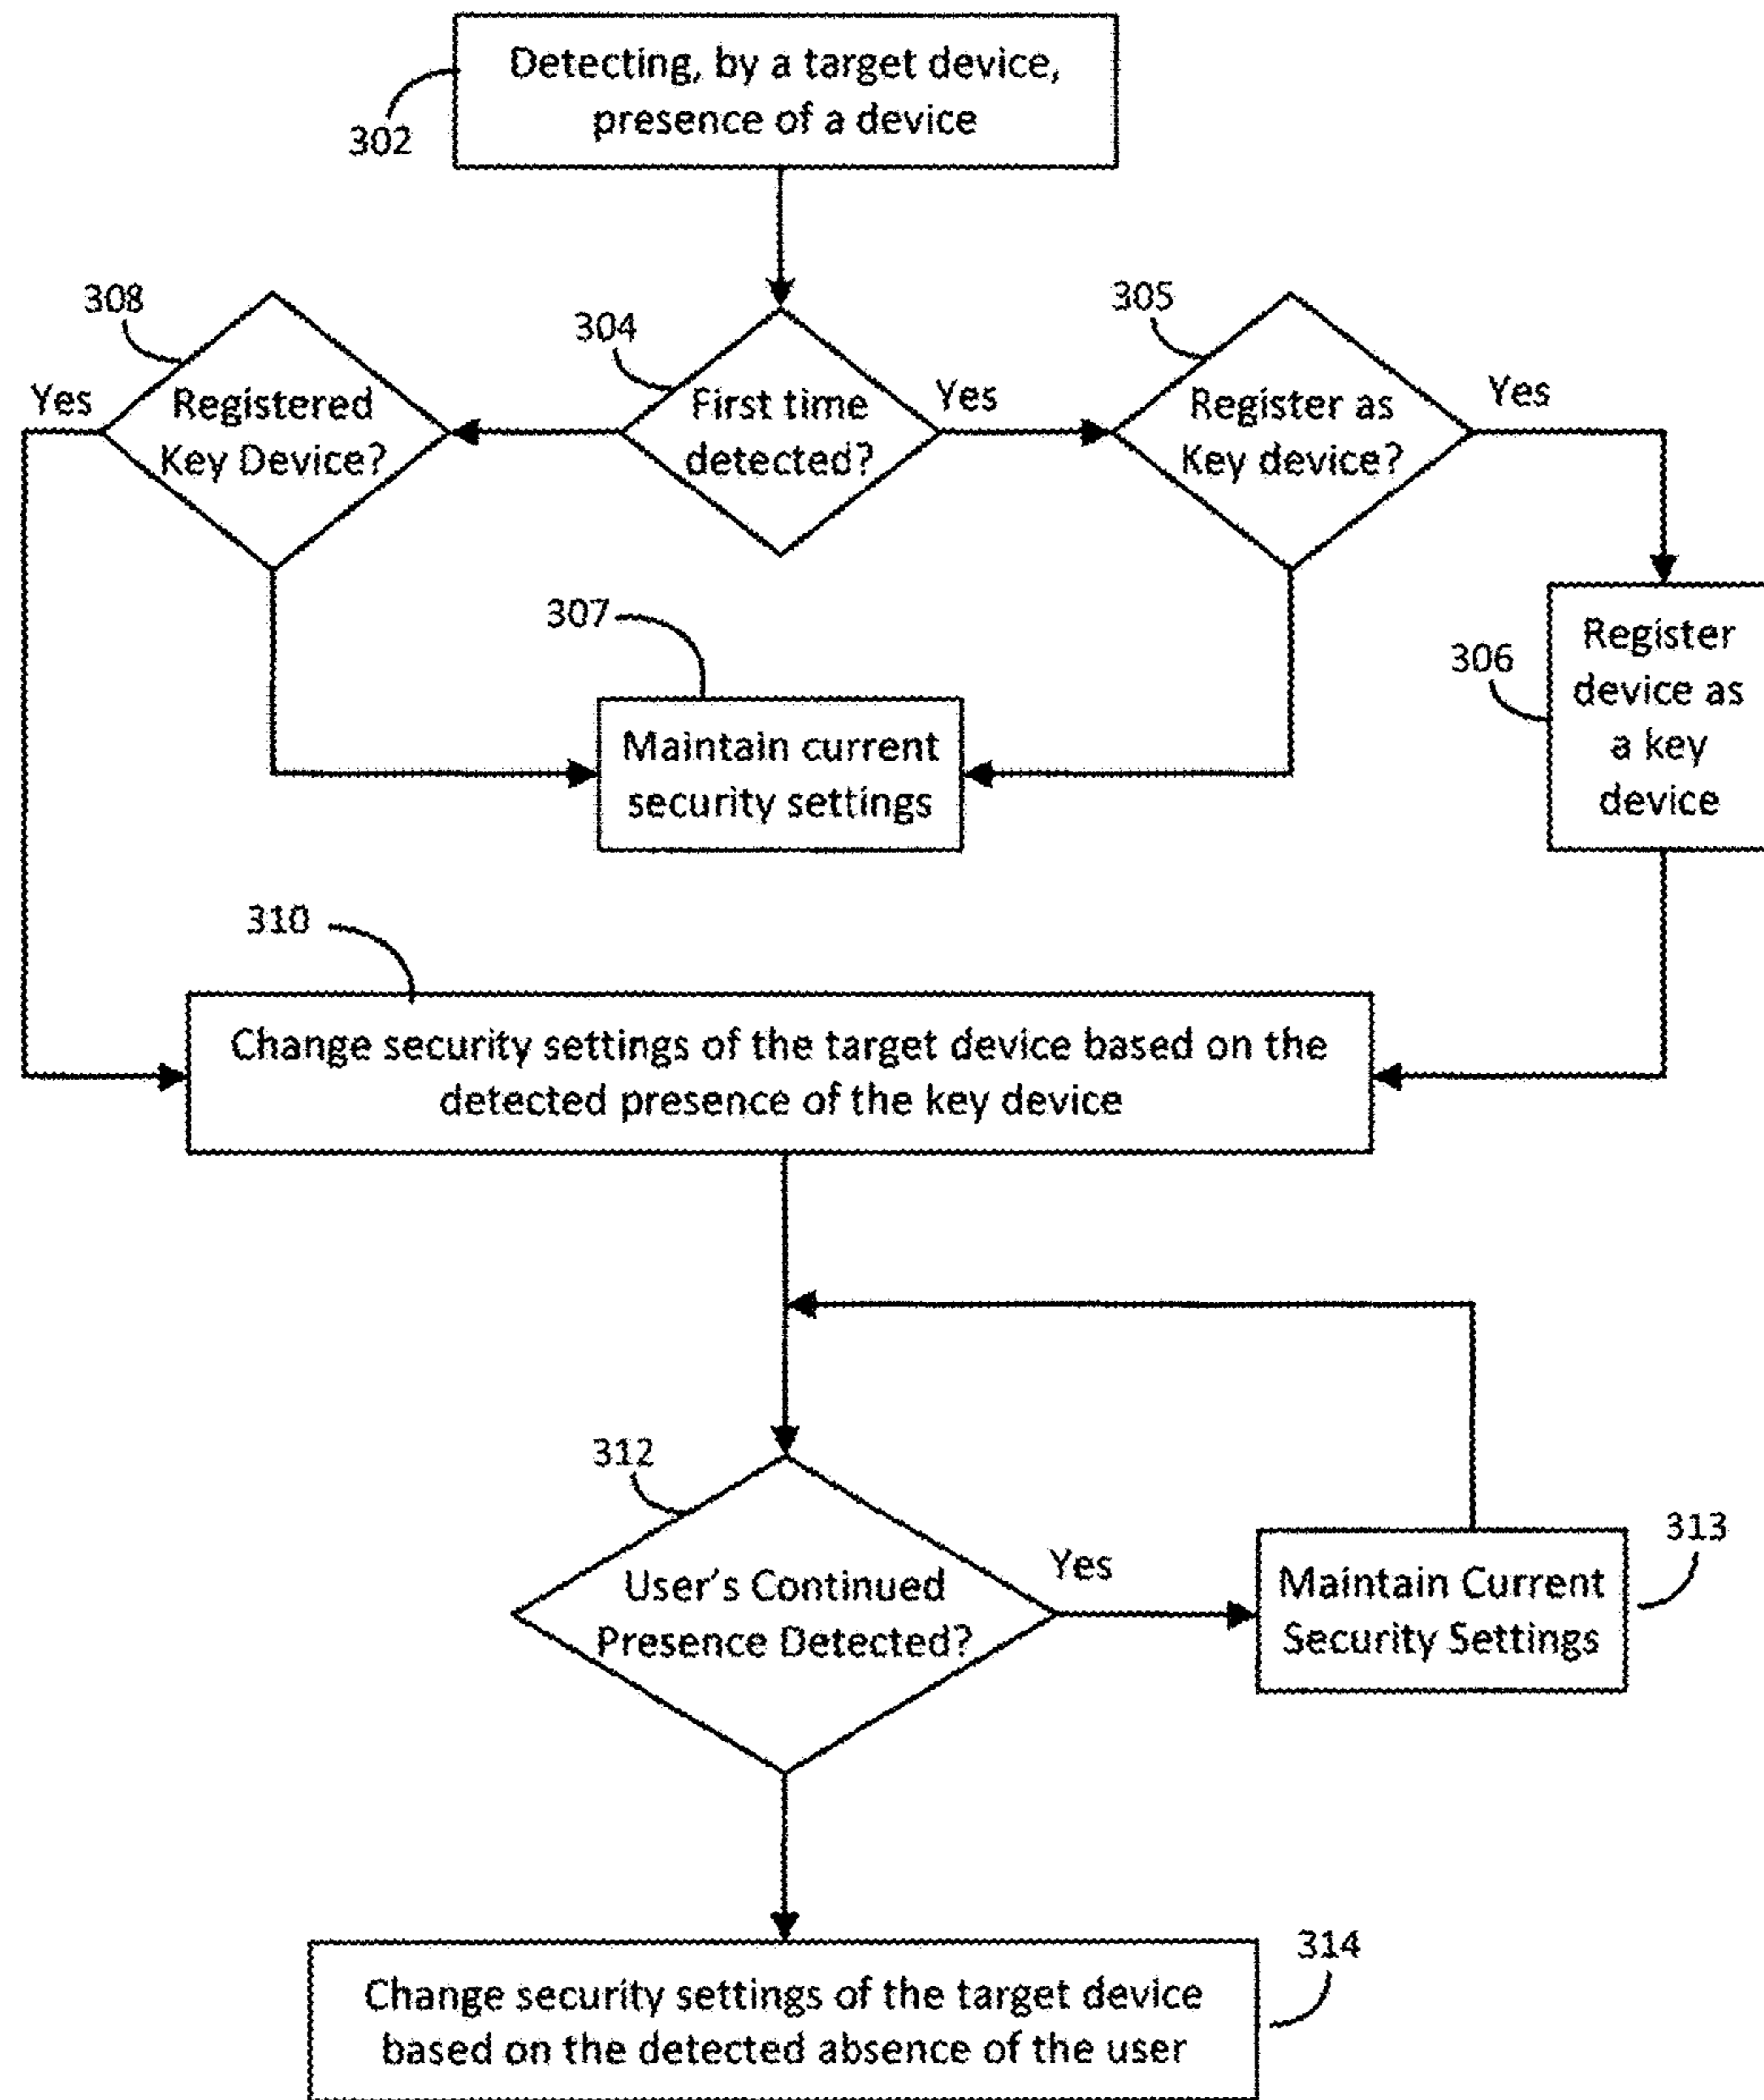 Detecting, by a target device,
presence of a device
302
308
304
305
Yes
Registered
Key Device?
First time
detected?
Yes
Register as
Key device?
Yes
307
Maintain current
security settings
306
Register
device as
a key
device
310
Change security settings of the target device based on the
detected presence of the key device
312
User's Continued
Presence Detected?
Yes
Maintain Current
Security Settings
313
Change security settings of the target device
based on the detected absence of the user
314